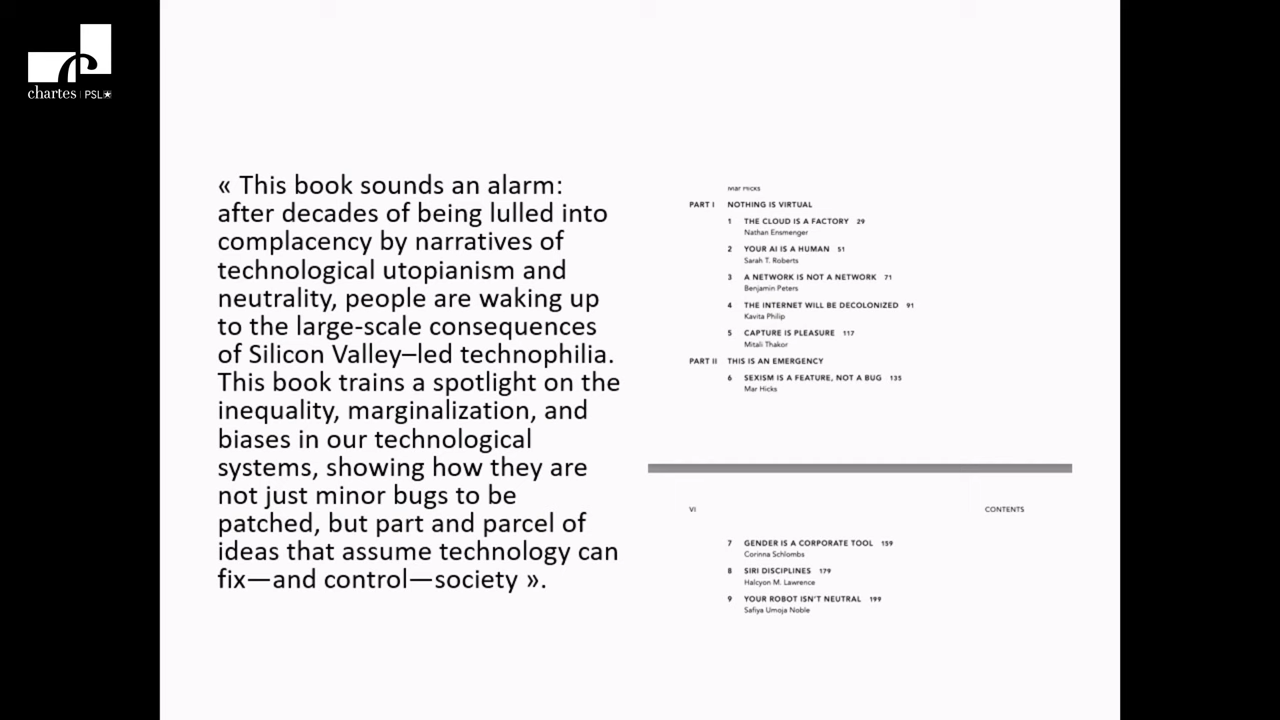 chartes | PSL★
« This book sounds an alarm:
after decades of being lulled into
complacency by narratives of
technological utopianism and
neutrality, people are waking up
to the large-scale consequences
of Silicon Valley–led technophilia.
This book trains a spotlight on the
inequality, marginalization, and
biases in our technological
systems, showing how they are
not just minor bugs to be
patched, but part and parcel of
ideas that assume technology can
fix—and control—society ».
Mar Hicks
PART I NOTHING IS VIRTUAL
1 THE CLOUD IS A FACTORY 29
Nathan Ensmenger
2 YOUR AI IS A HUMAN 51
Sarah T. Roberts
3 A NETWORK IS NOT A NETWORK 71
Benjamin Peters
4 THE INTERNET WILL BE DECOLONIZED 91
Kavita Philip
5 CAPTURE IS PLEASURE 117
Mitali Thakor
PART II THIS IS AN EMERGENCY
6 SEXISM IS A FEATURE, NOT A BUG 135
Mar Hicks
VI CONTENTS
7 GENDER IS A CORPORATE TOOL 159
Corinna Schlombs
8 SIRI DISCIPLINES 179
Halcyon M. Lawrence
9 YOUR ROBOT ISN'T NEUTRAL 199
Safiya Umoja Noble